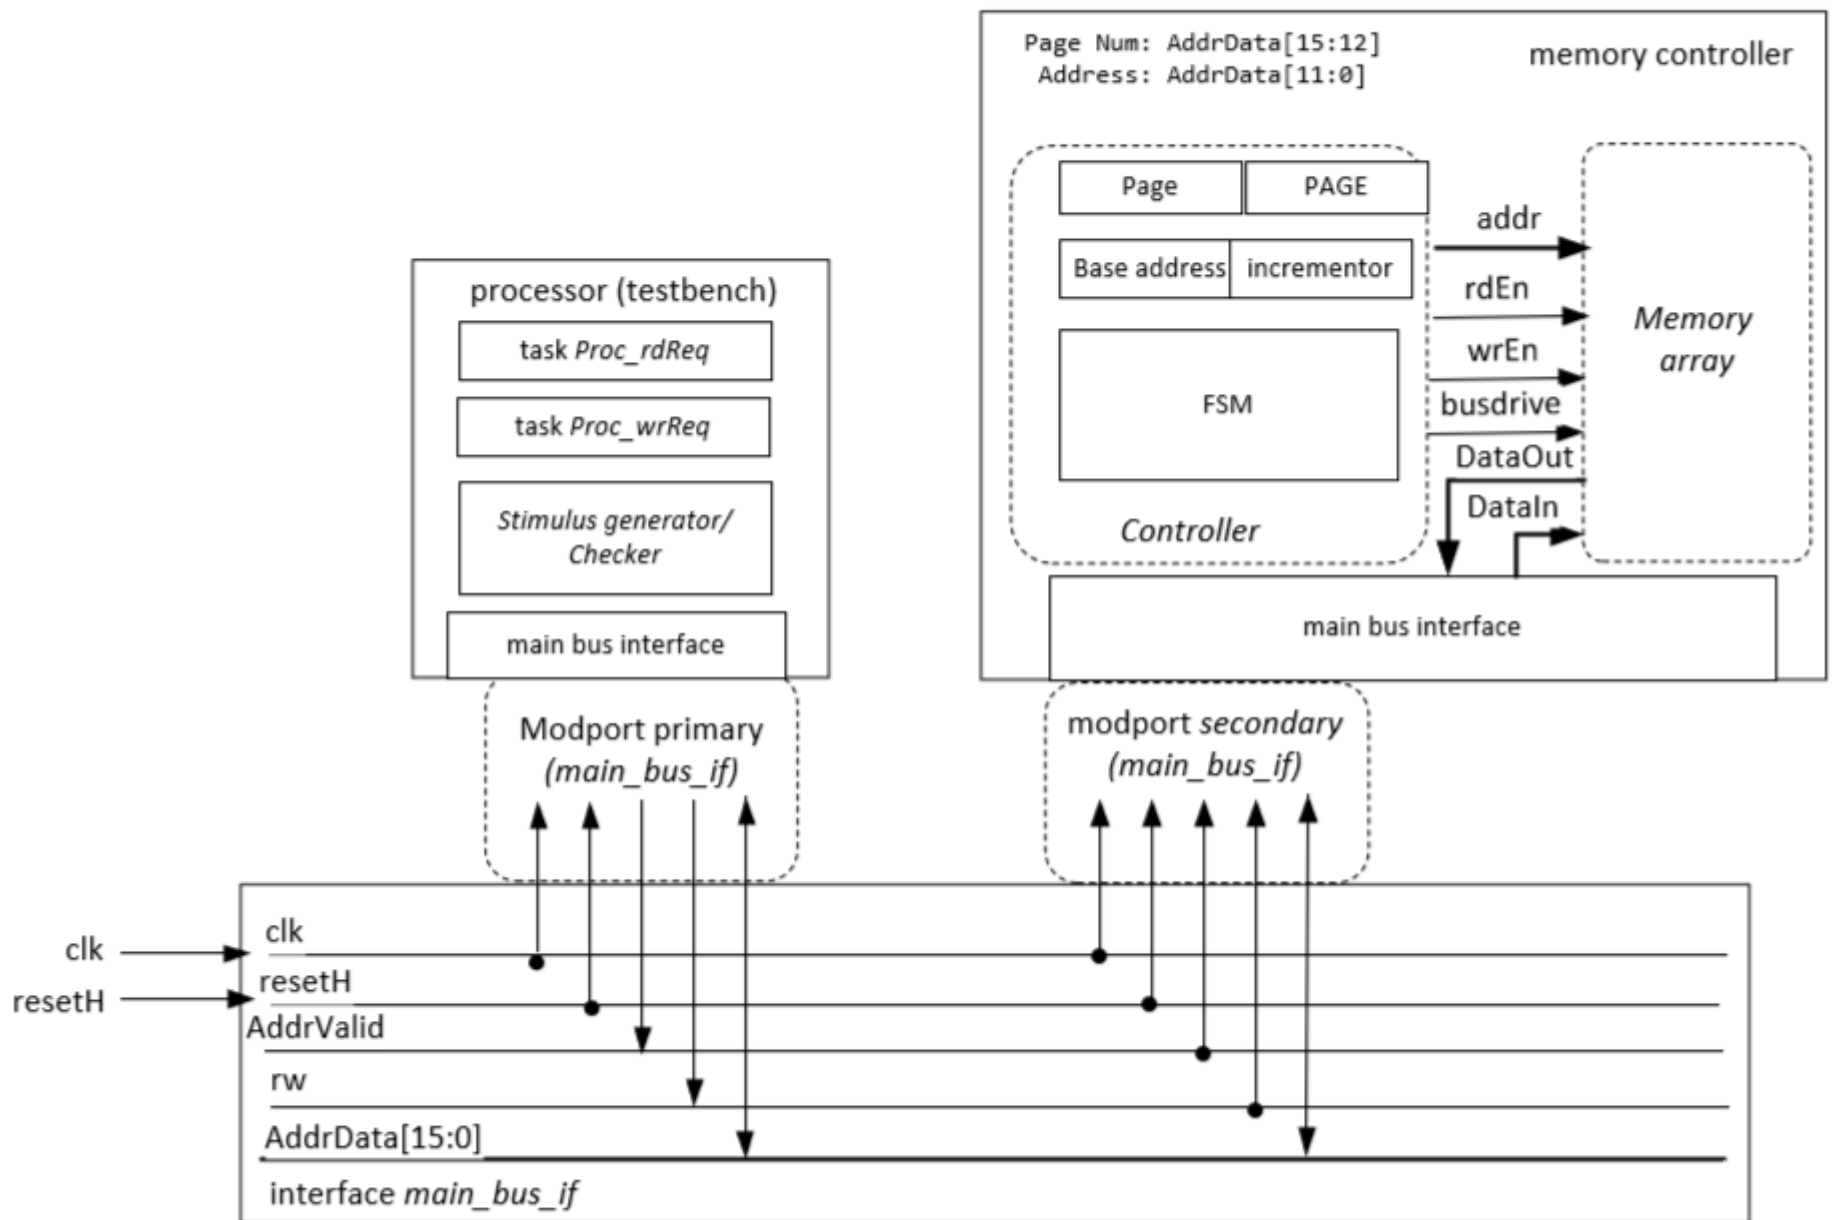 Page Num: AddrData[15:12]
Address: AddrData[11:0]
memory controller
Page
PAGE
Base address
incrementor
FSM
Controller
addr
rdEn
wrEn
busdrive
DataOut
DataIn
Memory
array
main bus interface
processor (testbench)
task Proc_rdReq
task Proc_wrReq
Stimulus generator/
Checker
main bus interface
Modport primary
(main_bus_if)
modport secondary
(main_bus_if)
clk
clk
resetH
resetH
AddrValid
rw
AddrData[15:0]
interface main_bus_if